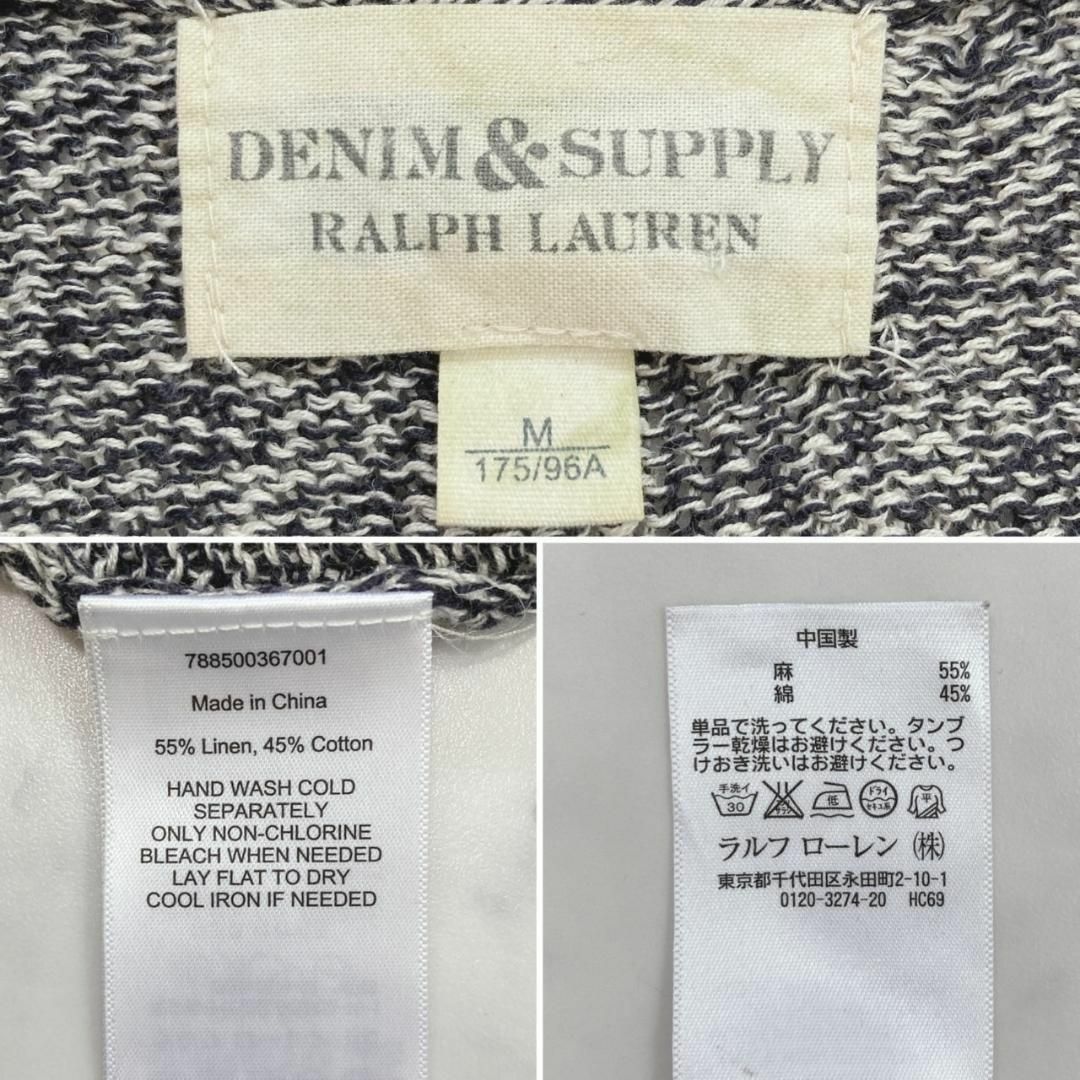 DENIM & SUPPLY
RALPH LAUREN
M
175/96A
788500367001
Made in China
55% Linen, 45% Cotton
HAND WASH COLD
SEPARATELY
ONLY NON-CHLORINE
BLEACH WHEN NEEDED
LAY FLAT TO DRY
COOL IRON IF NEEDED
中国製
麻 55%
綿 45%
単品で洗ってください。タンブ
ラー乾燥はお避けください。つ
けおき洗いはお避けください。
手洗イ 30 低 ドライ セキユ系 平
ラルフ ローレン (株)
東京都千代田区永田町2-10-1
0120-3274-20 HC69